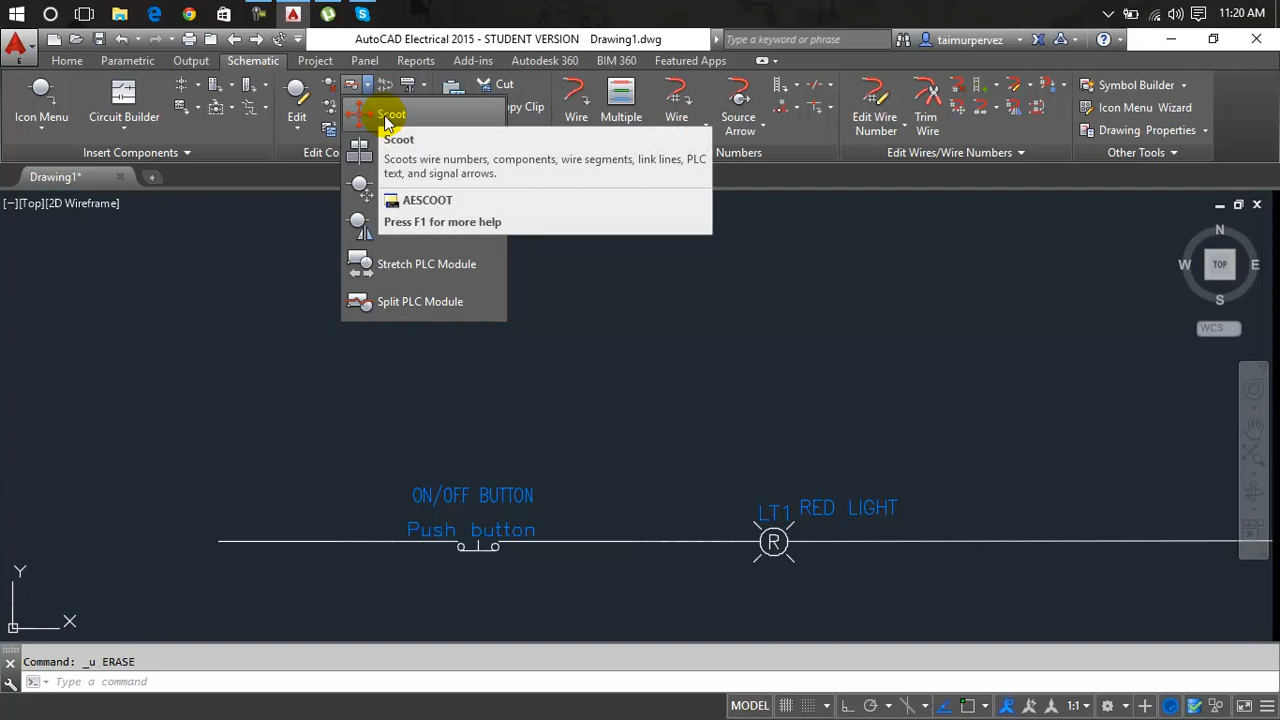 11:20 AM
AutoCAD Electrical 2015 - STUDENT VERSION Drawing1.dwg
Type a keyword or phrase
taimurpervez
E
Home Parametric View Output Schematic Project Panel Reports Add-ins Autodesk 360 BIM 360 Featured Apps
Cut
Copy Clip
Icon Menu
Circuit Builder
Edit
Wire
Multiple
Wire
Source Arrow
Edit Wire Number
Trim Wire
Symbol Builder
Icon Menu Wizard
Drawing Properties
Insert Components
Edit Co
Numbers
Edit Wires/Wire Numbers
Other Tools
Scoot
Scoot
Scoots wire numbers, components, wire segments, link lines, PLC
text, and signal arrows.
AESCOOT
Press F1 for more help
Stretch PLC Module
Split PLC Module
Drawing1*
[−][Top][2D Wireframe]
N
W TOP E
S
WCS
ON/OFF BUTTON
Push button
LT1 RED LIGHT
R
Y
X
Command: _u ERASE
Type a command
MODEL
1:1